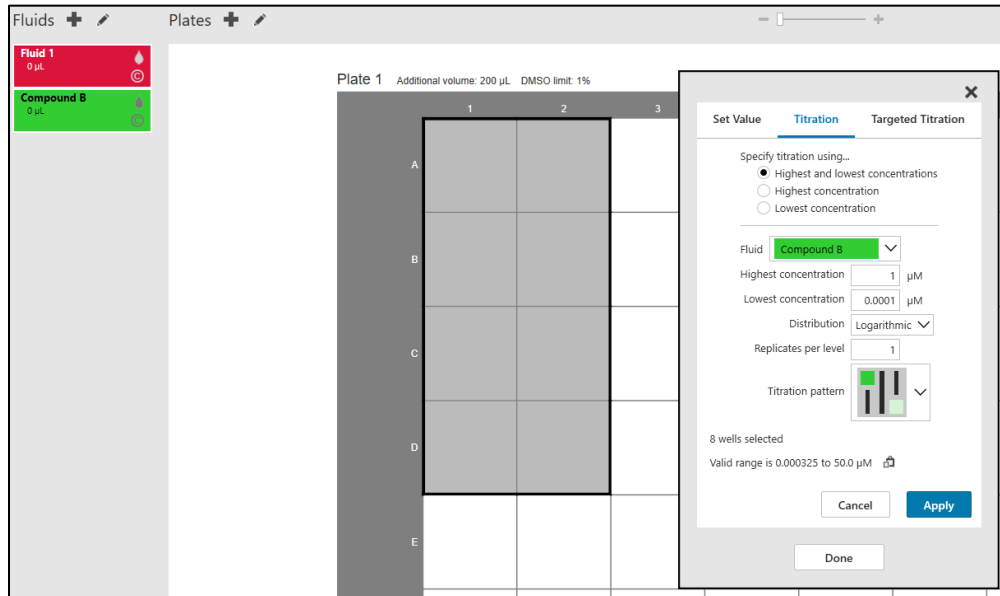 Fluids
Plates
Fluid 1
0 µL
Compound B
0 µL
Plate 1 Additional volume: 200 µL DMSO limit: 1%
1 2 3
A
B
C
D
E
Set Value Titration Targeted Titration
Specify titration using...
Highest and lowest concentrations
Highest concentration
Lowest concentration
Fluid Compound B
Highest concentration 1 µM
Lowest concentration 0.0001 µM
Distribution Logarithmic
Replicates per level 1
Titration pattern
8 wells selected
Valid range is 0.000325 to 50.0 µM
Cancel Apply
Done